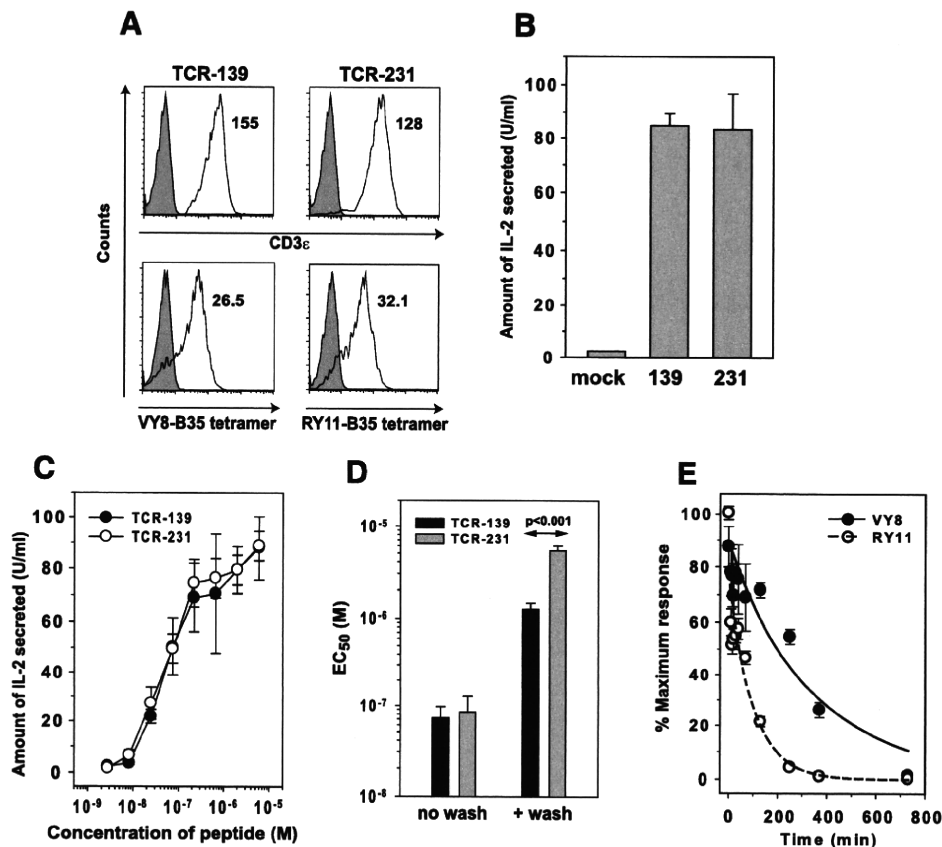 A
TCR-139
TCR-231
155
128
Counts
CD3ε
26.5
32.1
VY8-B35 tetramer
RY11-B35 tetramer
B
Amount of IL-2 secreted (U/ml)
100
80
60
40
20
0
mock 139 231
C
Amount of IL-2 secreted (U/ml)
100
80
60
40
20
0
TCR-139
TCR-231
10-9 10-8 10-7 10-6 10-5
Concentration of peptide (M)
D
EC50 (M)
10-5
10-6
10-7
10-8
TCR-139
TCR-231
p<0.001
no wash + wash
E
% Maximum response
100
80
60
40
20
0
VY8
RY11
0 200 400 600 800
Time (min)